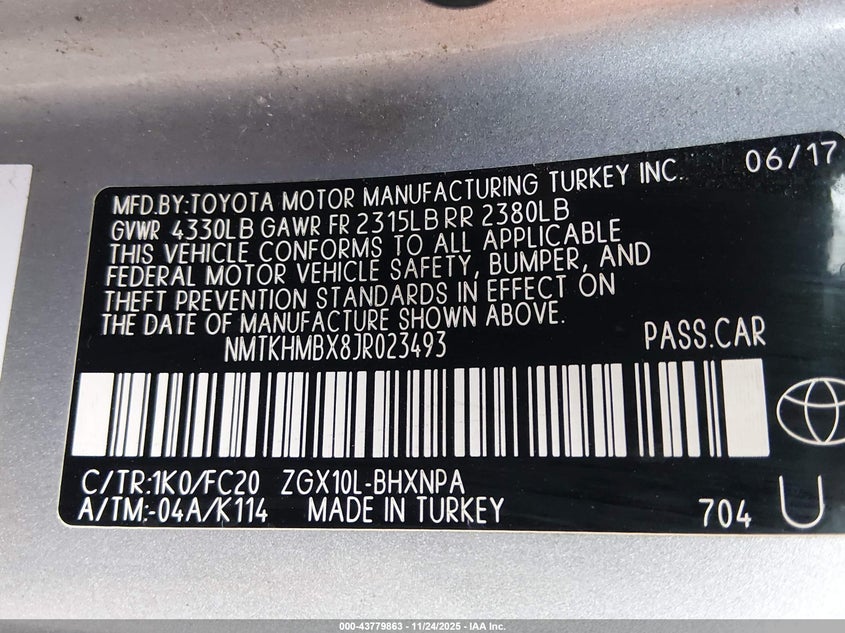 06/17
MFD.BY:TOYOTA MOTOR MANUFACTURING TURKEY INC.
GVWR 4330LB GAWR FR 2315LB RR 2380LB
THIS VEHICLE CONFORMS TO ALL APPLICABLE
FEDERAL MOTOR VEHICLE SAFETY, BUMPER, AND
THEFT PREVENTION STANDARDS IN EFFECT ON
THE DATE OF MANUFACTURE SHOWN ABOVE.
NMTKHMBX8JR023493 PASS.CAR
C/TR:1K0/FC20 ZGX10L-BHXNPA
A/TM:-04A/K114 MADE IN TURKEY 704 U
000-43779863 - 11/24/2025 - IAA Inc.